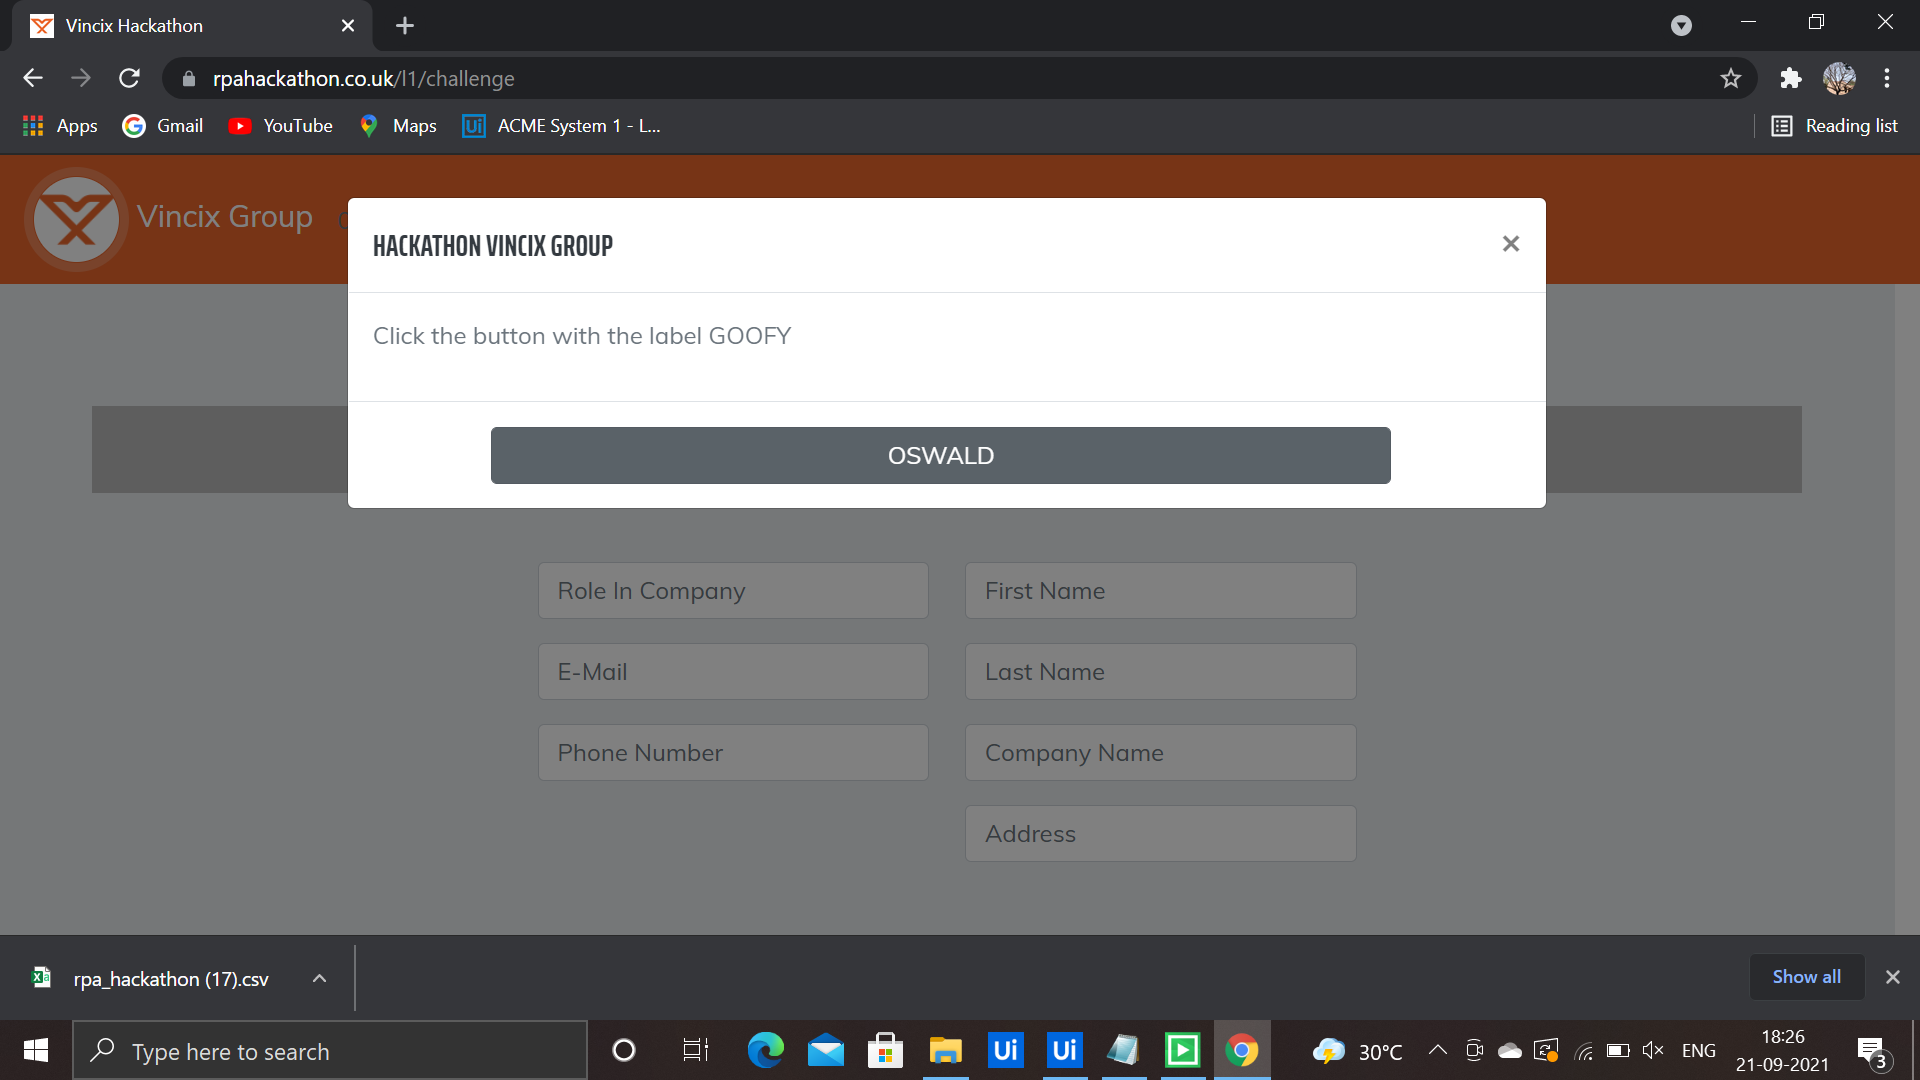 Vincix Hackathon
rpahackathon.co.uk/l1/challenge
Apps
Gmail
YouTube
Maps
Ui
ACME System 1 - L...
Reading list
Vincix Group
HACKATHON VINCIX GROUP
Click the button with the label GOOFY
OSWALD
Role In Company
First Name
E-Mail
Last Name
Phone Number
Company Name
Address
rpa_hackathon (17).csv
Show all
Type here to search
Ui
Ui
30°C
ENG
18:26
21-09-2021
3